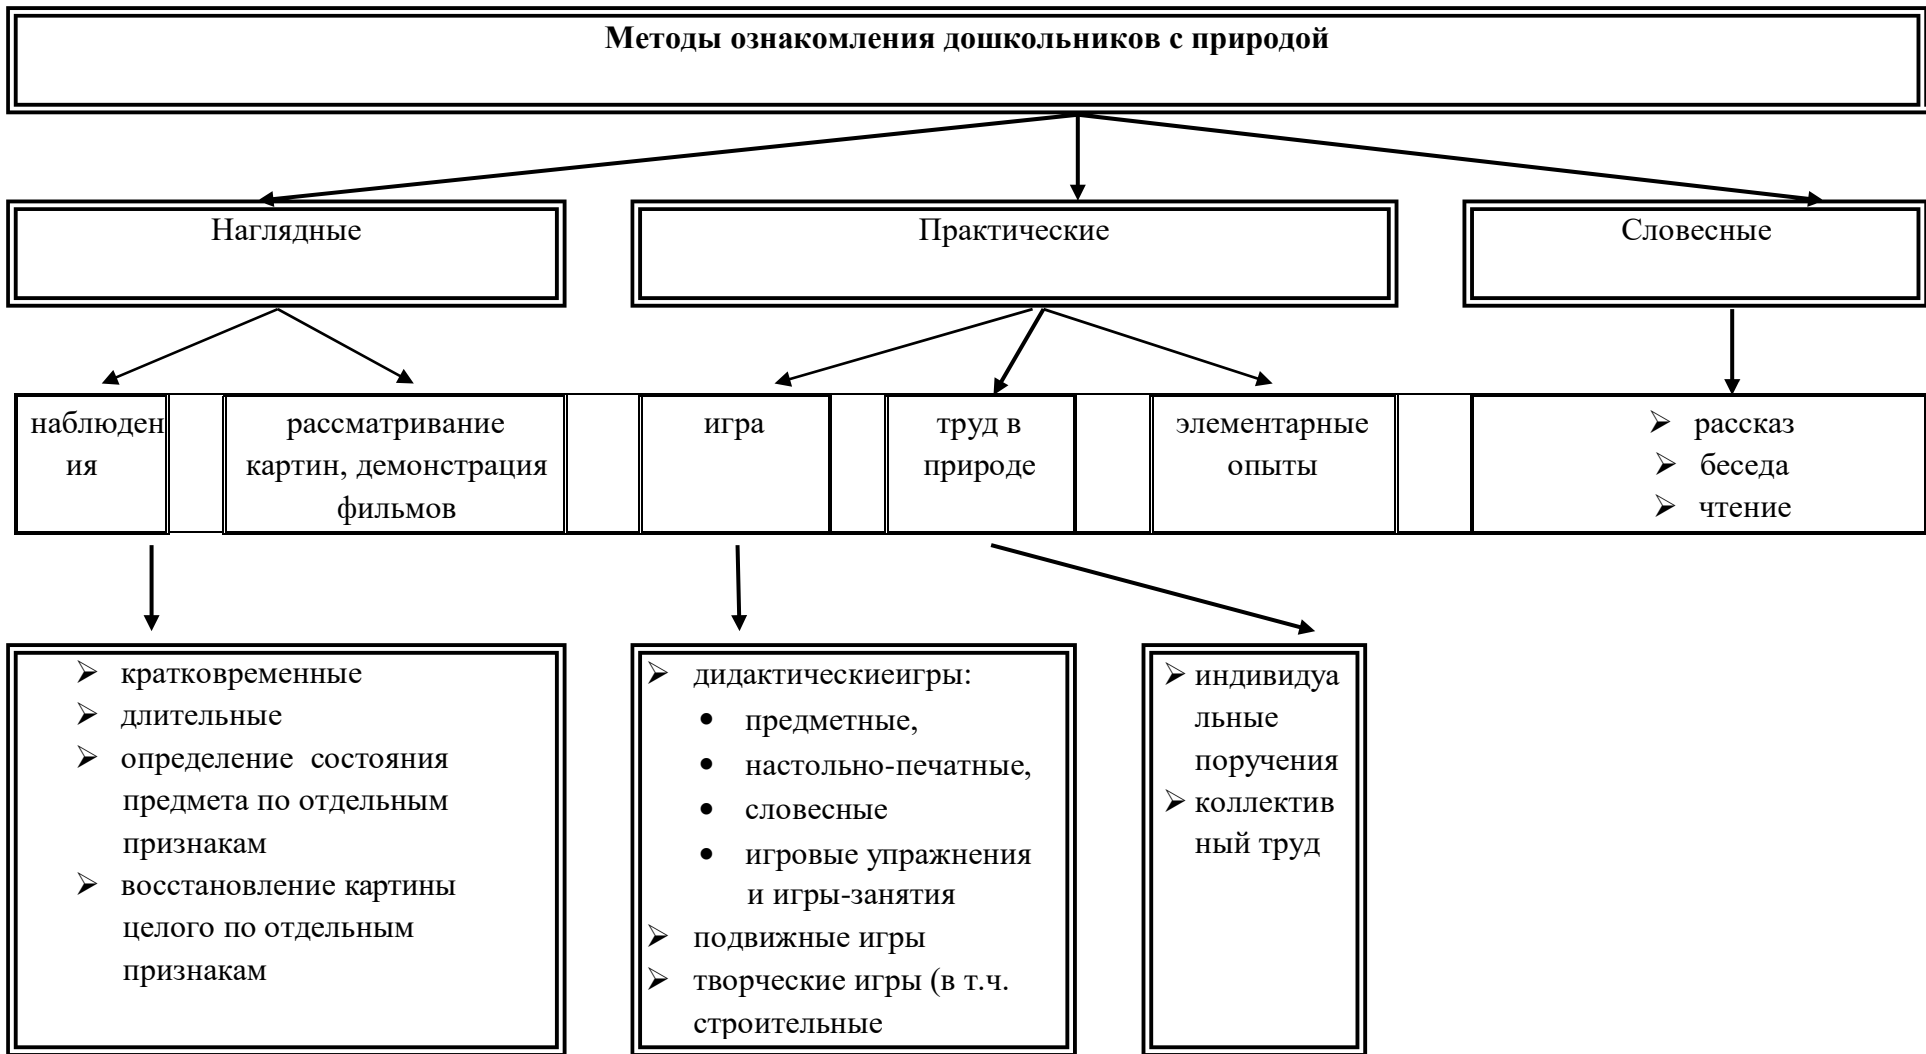 Методы ознакомления дошкольников с природой
Наглядные
Практические
Словесные
наблюден
ия
рассматривание
картин, демонстрация
фильмов
игра
труд в
природе
элементарные
опыты
рассказ
беседа
чтение
кратковременные
длительные
определение состояния
предмета по отдельным
признакам
восстановление картины
целого по отдельным
признакам
дидактическиеигры:
предметные,
настольно-печатные,
словесные
игровые упражнения
и игры-занятия
подвижные игры
творческие игры (в т.ч.
строительные
индивидуа
льные
поручения
коллектив
ный труд